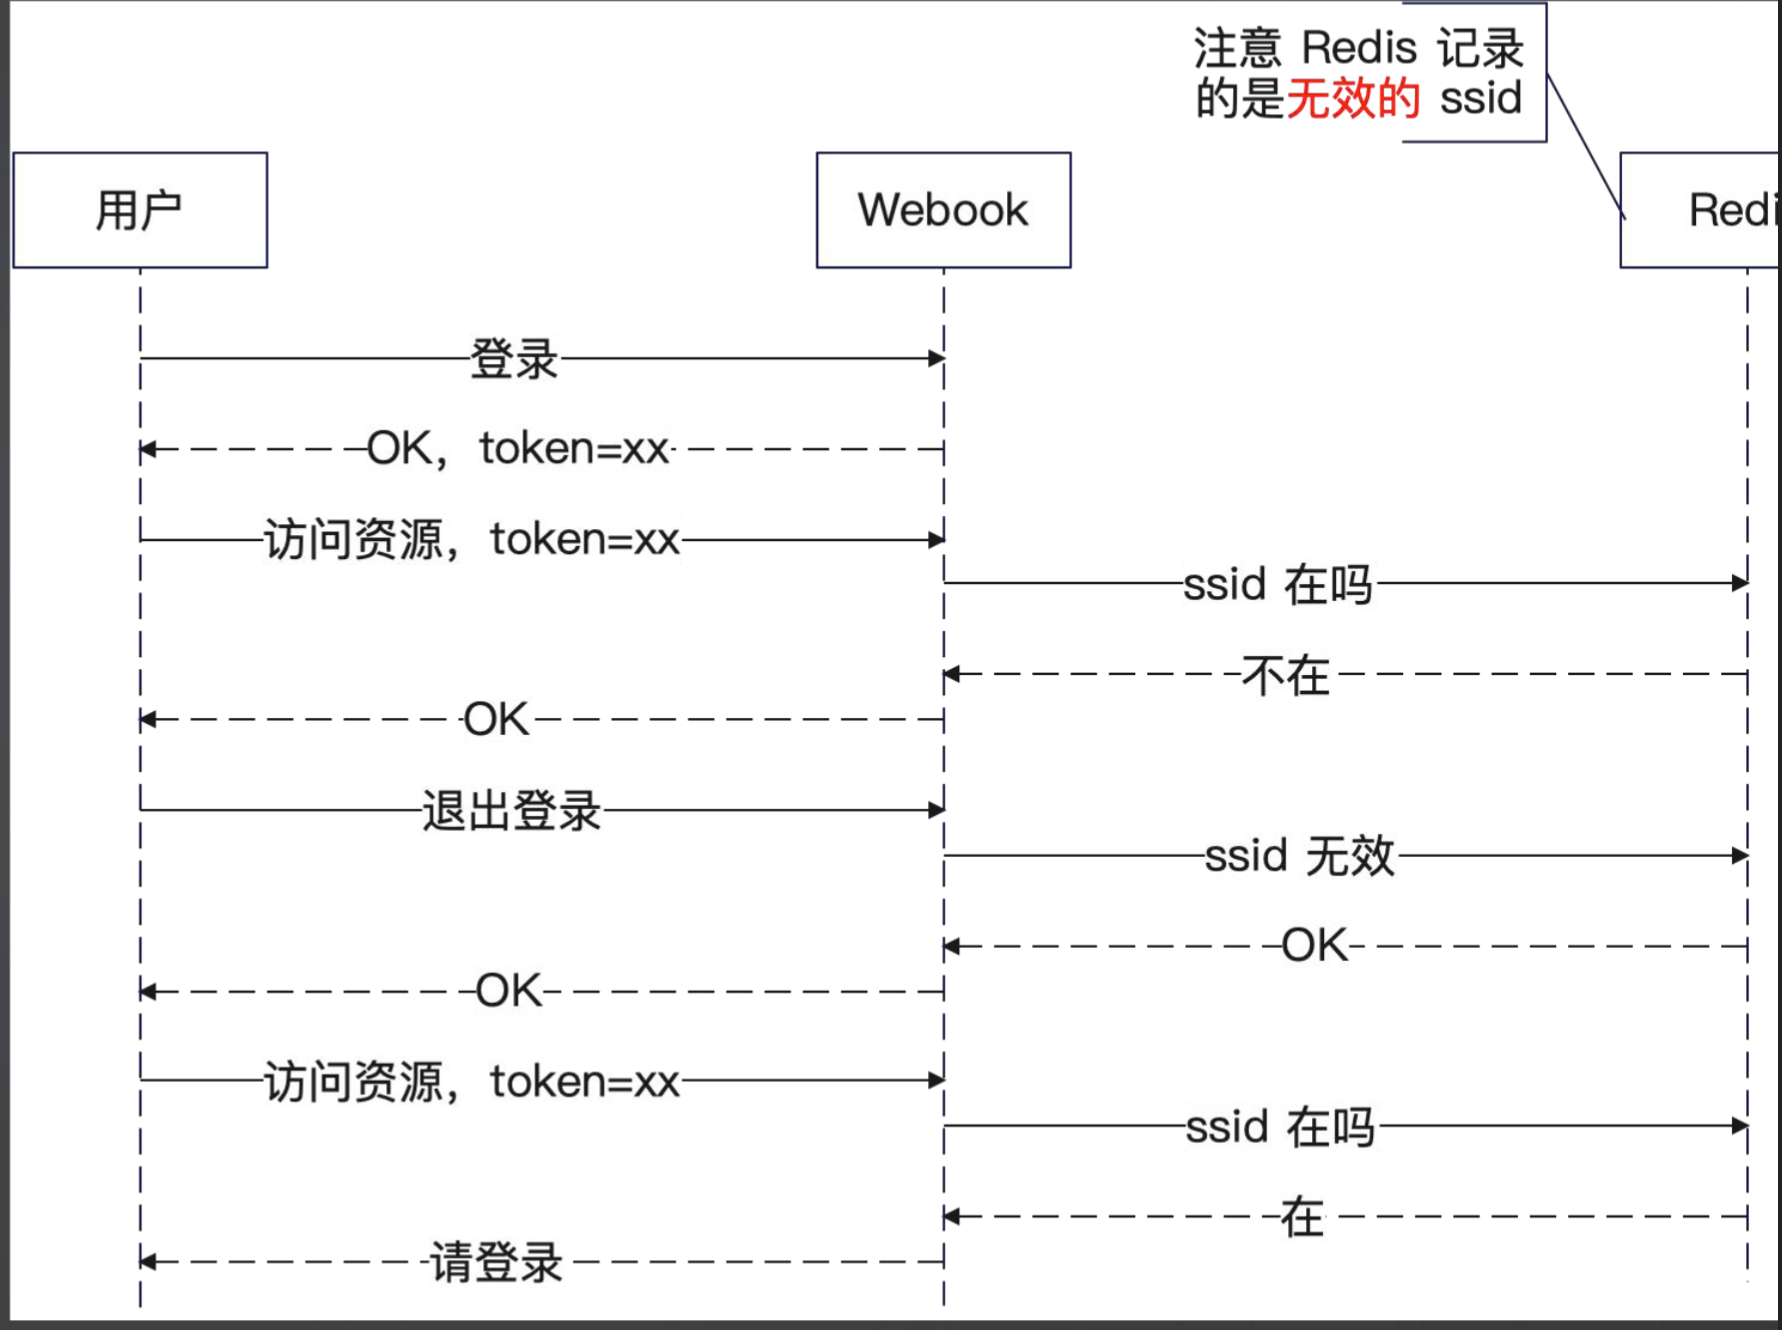 注意 Redis 记录
的是无效的 ssid
用户
Webook
Redi
登录
OK，token=xx
访问资源，token=xx
ssid 在吗
不在
OK
退出登录
ssid 无效
OK
OK
访问资源，token=xx
ssid 在吗
在
请登录